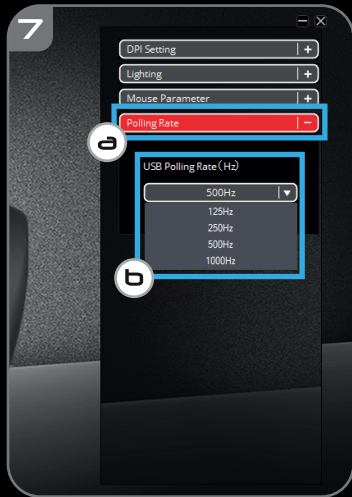 7
DPI Setting
Lighting
Mouse Parameter
Polling Rate
a
USB Polling Rate(Hz)
500Hz
125Hz
250Hz
500Hz
1000Hz
b